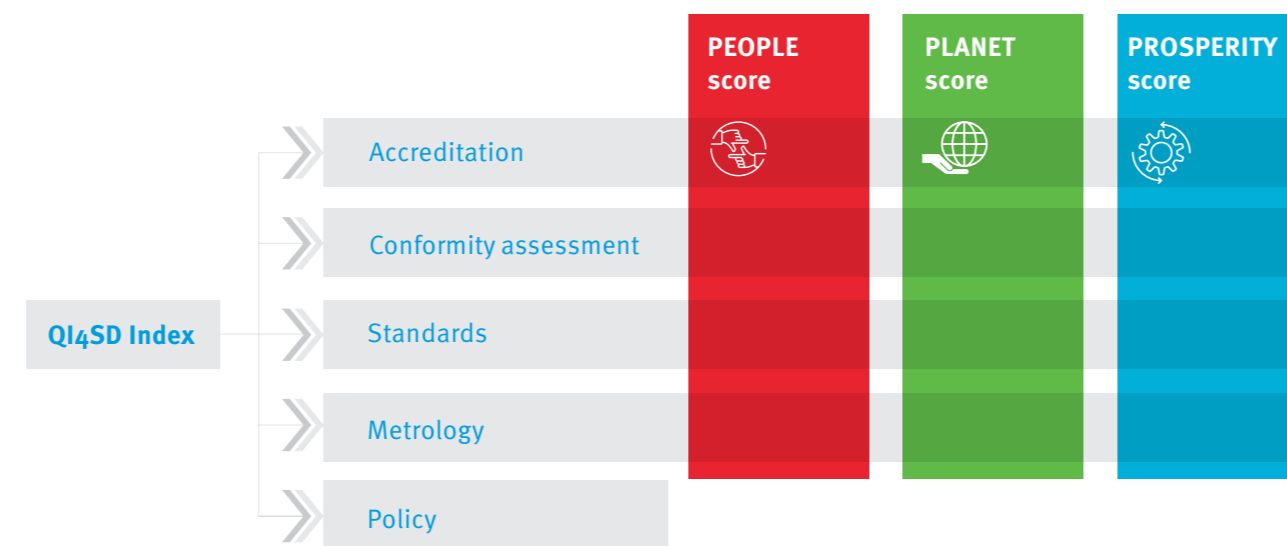 PEOPLE
score
PLANET
score
PROSPERITY
score
Accreditation
Conformity assessment
QI4SD Index
Standards
Metrology
Policy